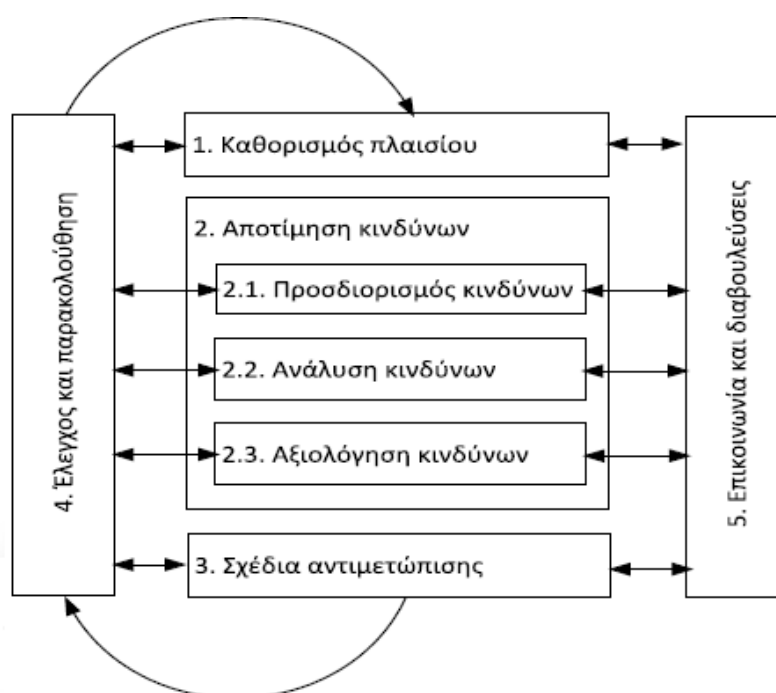 1. Καθορισμός πλαισίου
2. Αποτίμηση κινδύνων
2.1. Προσδιορισμός κινδύνων
2.2. Ανάλυση κινδύνων
2.3. Αξιολόγηση κινδύνων
3. Σχέδια αντιμετώπισης
4. Έλεγχος και παρακολούθηση
5. Επικοινωνία και διαβουλεύσεις